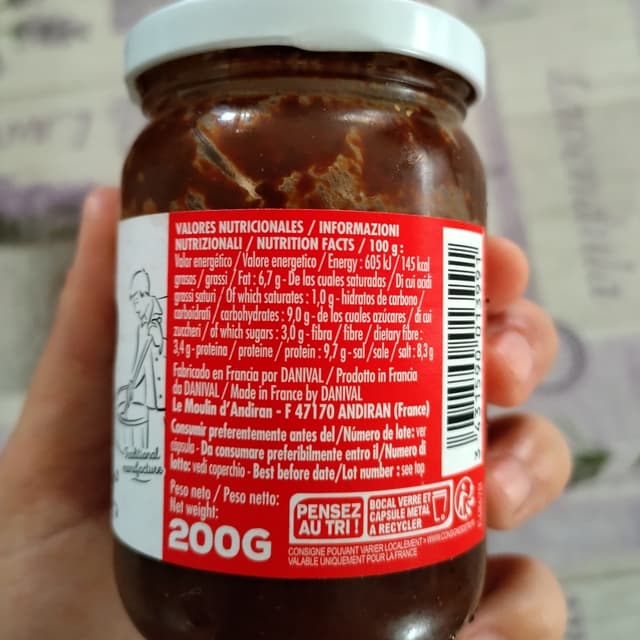 VALORES NUTRICIONALES / INFORMAZIONI
NUTRIZIONALI / NUTRITION FACTS / 100 g :
Valor energético / Valore energetico / Energy : 605 kJ / 145 kcal
grasas / grassi / Fat : 6,7 g - De las cuales saturadas / Di cui acidi
grassi saturi / Of which saturates : 1,0 g - hidratos de carbono /
carboidrati / carbohydrates : 9,0 g - de los cuales azúcares / di cui
zuccheri / of which sugars : 3,0 g - fibra / fibre / dietary fibre :
3,4 g - proteína / protéine / protein : 9,7 g - sal / sale / salt : 8,3 g
Fabricado en Francia por DANIVAL / Prodotto in Francia
da DANIVAL / Made in France by DANIVAL
Le Moulin d'Andiran - F 47170 ANDIRAN (France)
Consumir preferentemente antes del / Número de lote: ver
cápsula - Da consumare preferibilmente entro il / Numero di
lotto: vedi coperchio - Best before date / Lot number : see top
Peso neto / Peso netto:
Net weight:
200G
PENSEZ
AU TRI !
BOCAL VERRE ET
CAPSULE METAL
A RECYCLER
CONSIGNE POUVANT VARIER LOCALEMENT >
VALABLE UNIQUEMENT POUR LA FRANCE
Traditional
manufacture
3 431590 013991
Lavandula